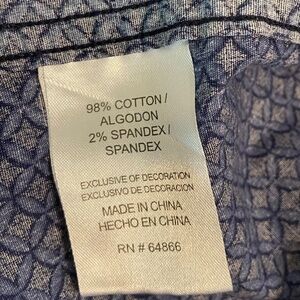 98% COTTON/
ALGODON
2% SPANDEX/
SPANDEX
EXCLUSIVE OF DECORATION
EXCLUSIVO DE DECORACION
MADE IN CHINA
HECHO EN CHINA
RN # 64866